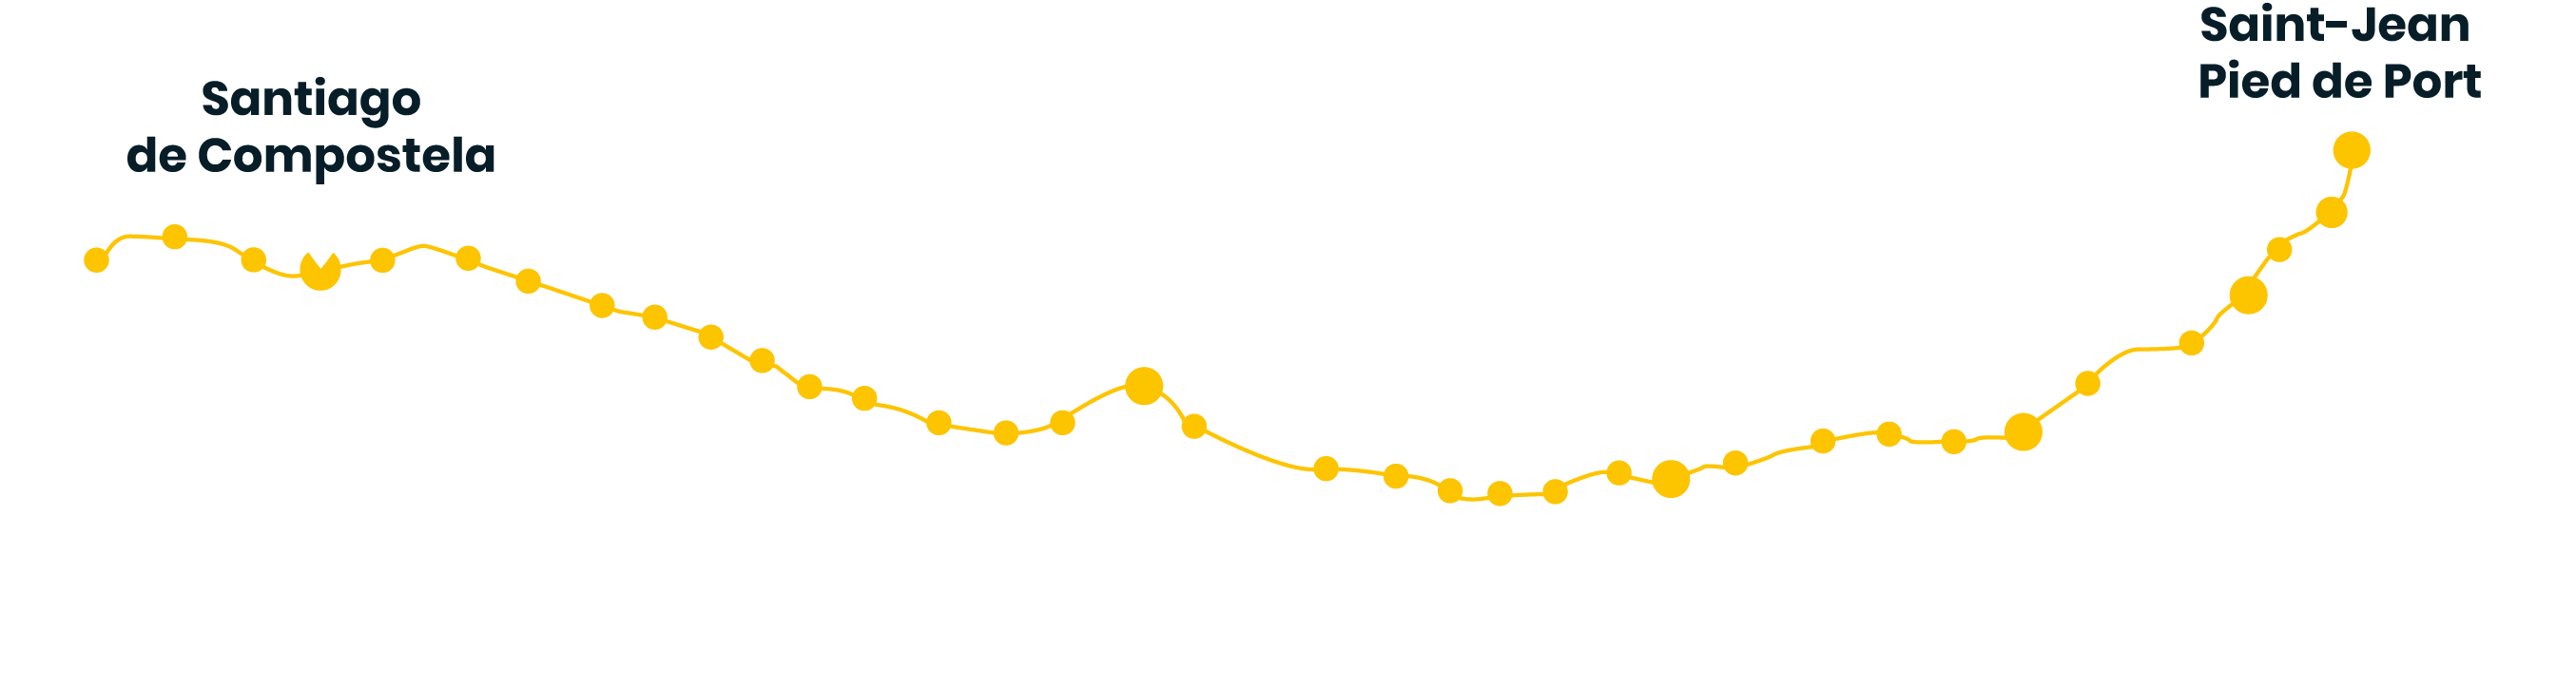 Santiago
de Compostela
Saint-Jean
Pied de Port